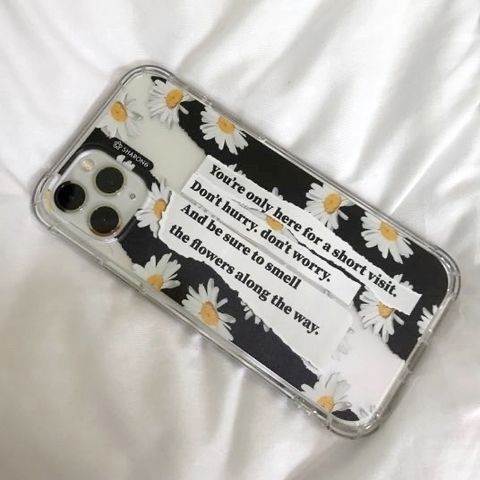 SHARON6
You're only here for a short visit.
Don't hurry, don't worry.
And be sure to smell
the flowers along the way.